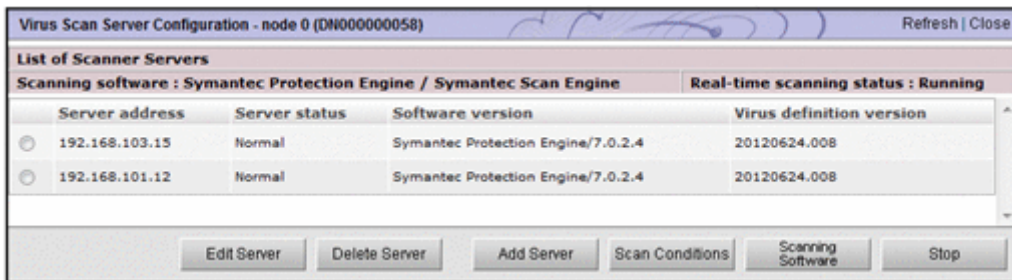 Virus Scan Server Configuration - node 0 (DN000000058) Refresh | Close
List of Scanner Servers
Scanning software : Symantec Protection Engine / Symantec Scan Engine Real-time scanning status : Running
Server address Server status Software version Virus definition version
192.168.103.15 Normal Symantec Protection Engine/7.0.2.4 20120624.008
192.168.101.12 Normal Symantec Protection Engine/7.0.2.4 20120624.008
Edit Server Delete Server Add Server Scan Conditions Scanning Software Stop